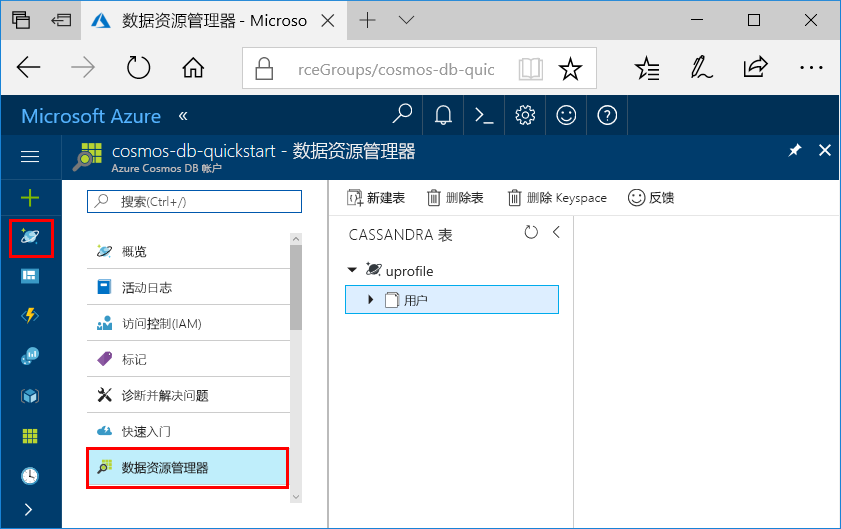 数据资源管理器 - Microso
rceGroups/cosmos-db-quic
Microsoft Azure «
cosmos-db-quickstart - 数据资源管理器
Azure Cosmos DB 帐户
搜索(Ctrl+/)
概览
活动日志
访问控制(IAM)
标记
诊断并解决问题
快速入门
数据资源管理器
新建表 删除表 删除 Keyspace 反馈
CASSANDRA 表
uprofile
用户